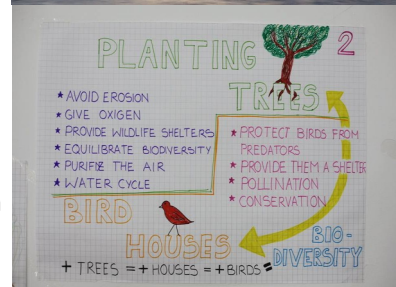 PLANTING
TREES
2
★ AVOID EROSION
★ GIVE OXIGEN
★ PROVIDE WILDLIFE SHELTERS
★ EQUILIBRATE BIODIVERSITY
★ PURIFIZ THE AIR
★ WATER CYCLE
★ PROTECT BIRDS FROM
PREDATORS
★ PROVIDE THEM A SHELTER
★ POLLINATION
★ CONSERVATION
BIRD
HOUSES
BIO-
DIVERSITY
+ TREES = + HOUSES = + BIRDS =